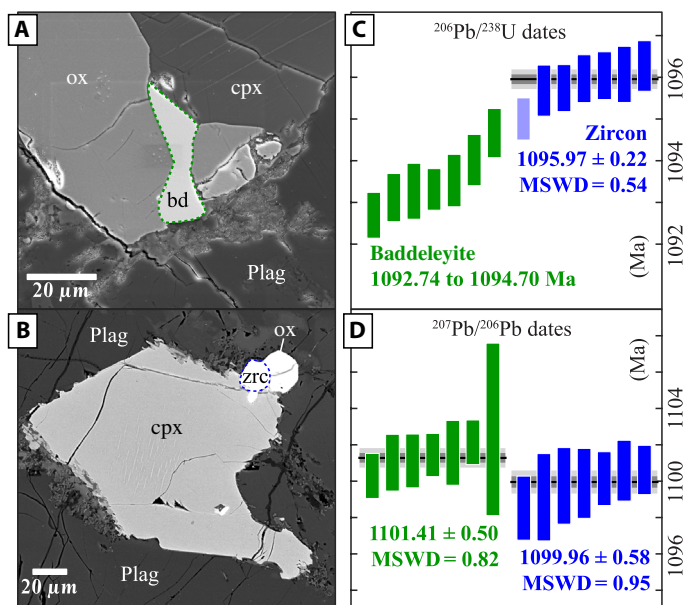 A
ox
cpx
bd
20 µm
Plag
B
Plag
ox
zrc
cpx
20 µm
Plag
C
206Pb/238U dates
1096
Zircon
1095.97 ± 0.22
MSWD = 0.54
1094
Baddeleyite
1092.74 to 1094.70 Ma
1092
(Ma)
D
207Pb/206Pb dates
(Ma)
1104
1100
1101.41 ± 0.50
MSWD = 0.82
1099.96 ± 0.58
MSWD = 0.95
1096